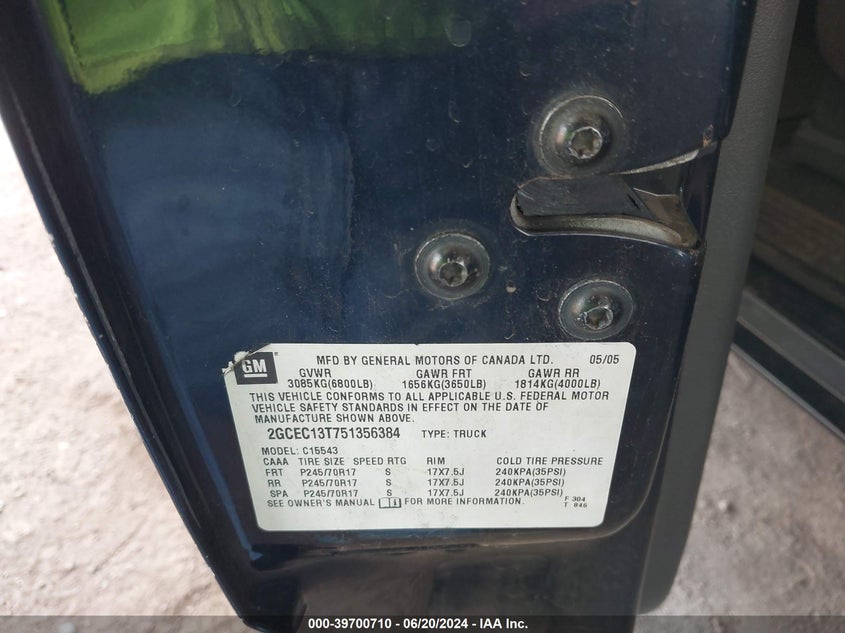 GM
MFD BY GENERAL MOTORS OF CANADA LTD. 05/05
GVWR GAWR FRT GAWR RR
3085KG(6800LB) 1656KG(3650LB) 1814KG(4000LB)
THIS VEHICLE CONFORMS TO ALL APPLICABLE U.S. FEDERAL MOTOR
VEHICLE SAFETY STANDARDS IN EFFECT ON THE DATE OF
MANUFACTURE SHOWN ABOVE.
2GCEC13T751356384 TYPE: TRUCK
MODEL: C15543
CAAA TIRE SIZE SPEED RTG RIM COLD TIRE PRESSURE
FRT P245/70R17 S 17X7.5J 240KPA(35PSI)
RR P245/70R17 S 17X7.5J 240KPA(35PSI)
SPA P245/70R17 S 17X7.5J 240KPA(35PSI)
SEE OWNER'S MANUAL FOR MORE INFORMATION.
F 304
T 846
000-39700710 - 06/20/2024 - IAA Inc.